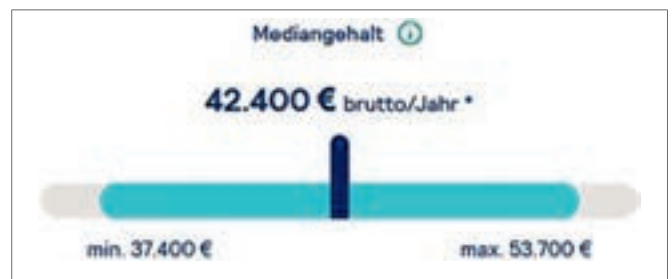 Mediangehalt
42.400 € brutto/Jahr *
min. 37.400 €
max. 53.700 €